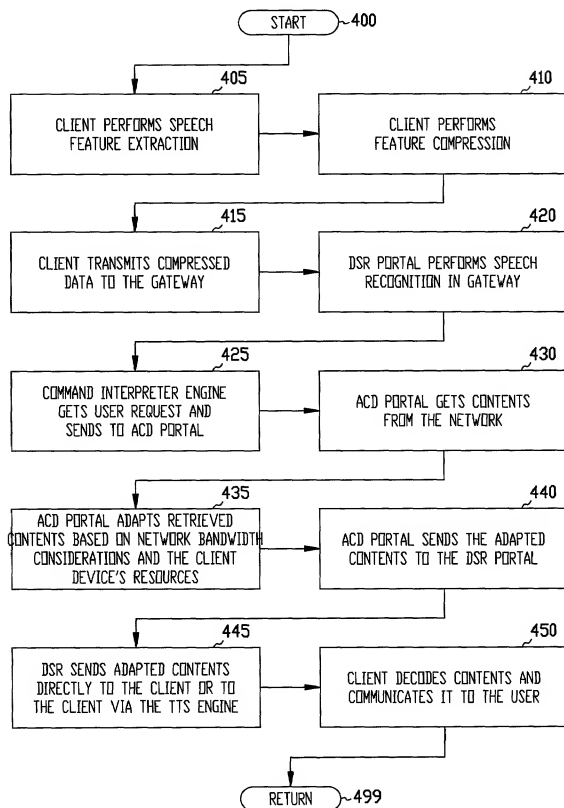 START
400
405
CLIENT PERFORMS SPEECH
FEATURE EXTRACTION
410
CLIENT PERFORMS
FEATURE COMPRESSION
415
CLIENT TRANSMITS COMPRESSED
DATA TO THE GATEWAY
420
DSR PORTAL PERFORMS SPEECH
RECOGNITION IN GATEWAY
425
COMMAND INTERPRETER ENGINE
GETS USER REQUEST AND
SENDS TO ACD PORTAL
430
ACD PORTAL GETS CONTENTS
FROM THE NETWORK
435
ACD PORTAL ADAPTS RETRIEVED
CONTENTS BASED ON NETWORK BANDWIDTH
CONSIDERATIONS AND THE CLIENT
DEVICE'S RESOURCES
440
ACD PORTAL SENDS THE ADAPTED
CONTENTS TO THE DSR PORTAL
445
DSR SENDS ADAPTED CONTENTS
DIRECTLY TO THE CLIENT OR TO
THE CLIENT VIA THE TTS ENGINE
450
CLIENT DECODES CONTENTS AND
COMMUNICATES IT TO THE USER
RETURN
499